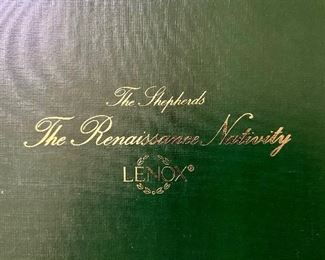 The Shepherds
The Renaissance Nativity
LENOX®